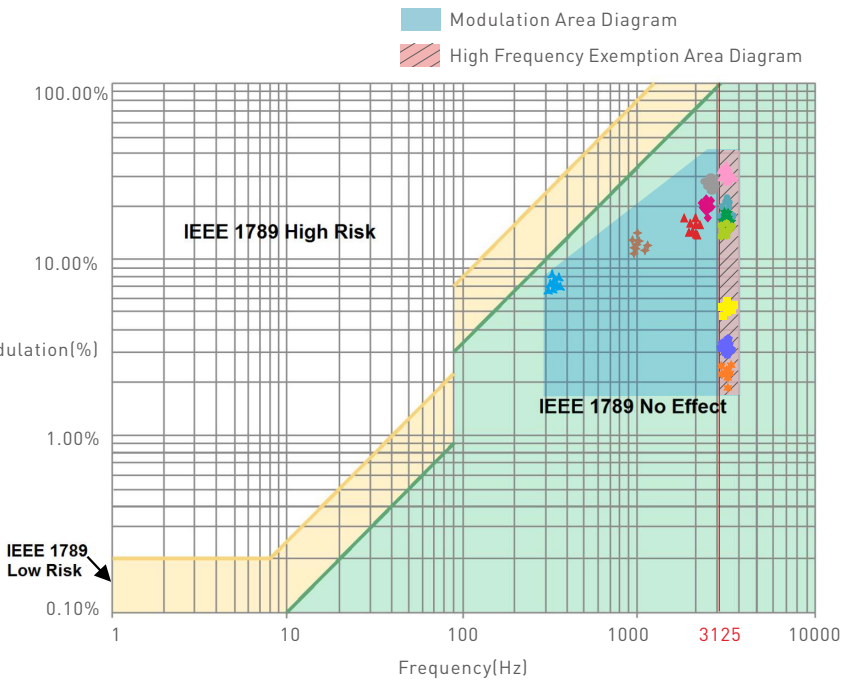 Modulation Area Diagram
High Frequency Exemption Area Diagram
100.00%
IEEE 1789 High Risk
10.00%
dulation(%)
IEEE 1789 No Effect
1.00%
IEEE 1789
Low Risk
0.10%
1
10
100
1000
3125
10000
Frequency(Hz)